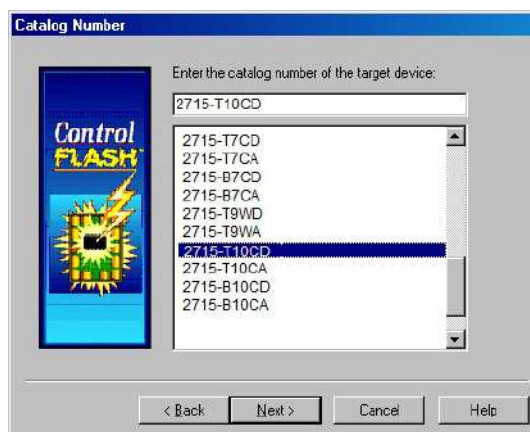 Catalog Number
Enter the catalog number of the target device:
2715-T10CD
Control
FLASH
2715-T7CD
2715-T7CA
2715-B7CD
2715-B7CA
2715-T9WD
2715-T9WA
2715-T10CD
2715-T10CA
2715-B10CD
2715-B10CA
< Back
Next >
Cancel
Help